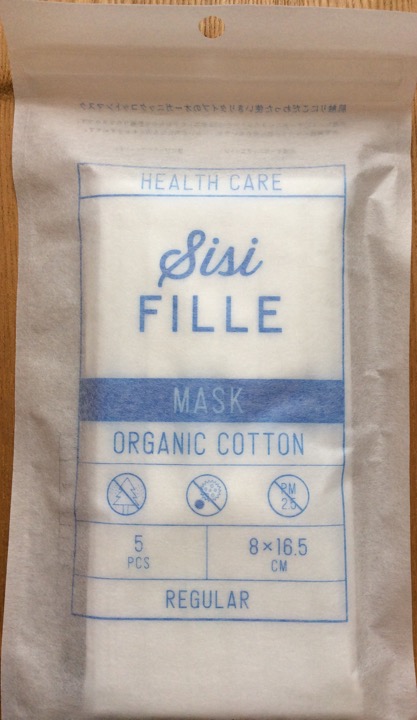 HEALTH CARE
Sisi
FILLE
MASK
ORGANIC COTTON
PM
2.5
5
PCS
8×16.5
CM
REGULAR